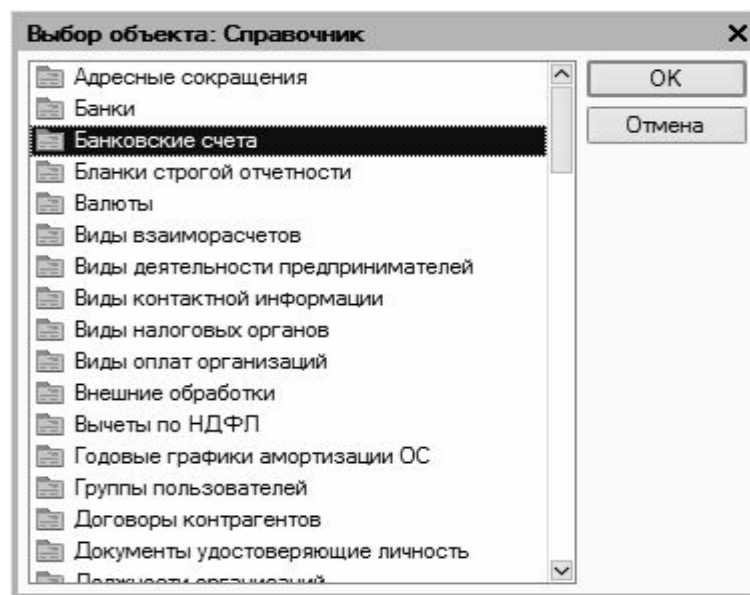 Выбор объекта: Справочник
Адресные сокращения
OK
Банки
Отмена
Банковские счета
Бланки строгой отчетности
Валюты
Виды взаиморасчетов
Виды деятельности предпринимателей
Виды контактной информации
Виды налоговых органов
Виды оплат организаций
Внешние обработки
Вычеты по НДФЛ
Годовые графики амортизации ОС
Группы пользователей
Договоры контрагентов
Документы удостоверяющие личность
Должности организаций